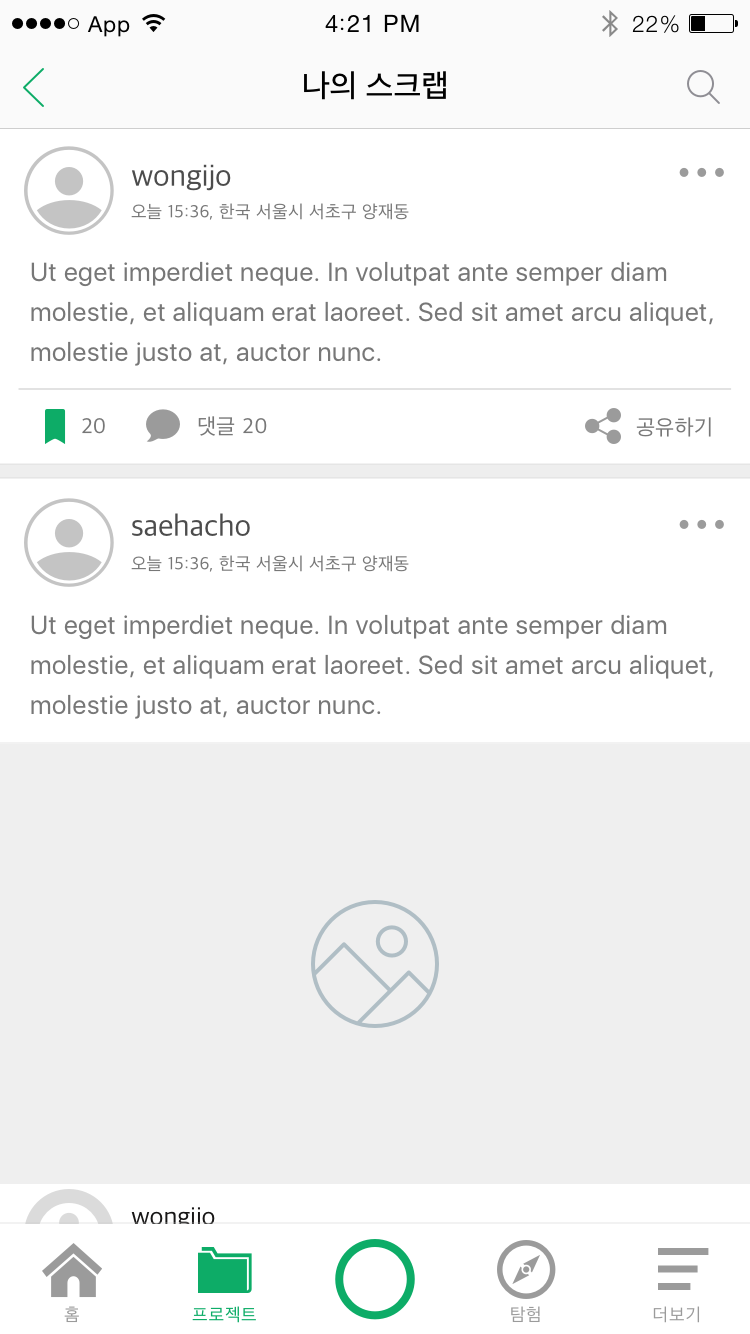 App 4:21 PM 22%
나의 스크랩
wongijo
오늘 15:36, 한국 서울시 서초구 양재동
Ut eget imperdiet neque. In volutpat ante semper diam
molestie, et aliquam erat laoreet. Sed sit amet arcu aliquet,
molestie justo at, auctor nunc.
20 댓글 20 공유하기
saehacho
오늘 15:36, 한국 서울시 서초구 양재동
Ut eget imperdiet neque. In volutpat ante semper diam
molestie, et aliquam erat laoreet. Sed sit amet arcu aliquet,
molestie justo at, auctor nunc.
wongijo
홈 프로젝트 탐험 더보기